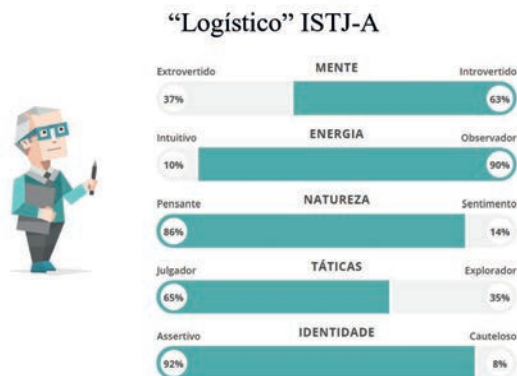 “Logístico” ISTJ-A
Extrovertido MENTE Introvertido
37% 63%
Intuitivo ENERGIA Observador
10% 90%
Pensante NATUREZA Sentimento
86% 14%
Julgador TÁTICAS Explorador
65% 35%
Assertivo IDENTIDADE Cauteloso
92% 8%